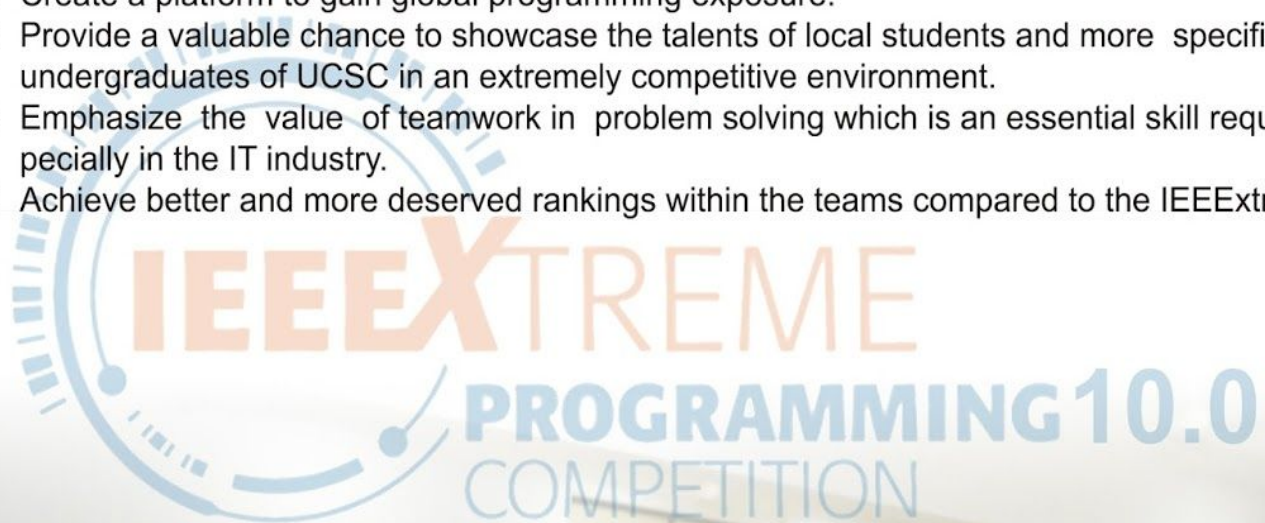 Create a platform to gain global programming exposure.
Provide a valuable chance to showcase the talents of local students and more specifi
undergraduates of UCSC in an extremely competitive environment.
Emphasize the value of teamwork in problem solving which is an essential skill requ
pecially in the IT industry.
Achieve better and more deserved rankings within the teams compared to the IEEExtr
IEEEXTREME
PROGRAMMING 10.0
COMPETITION